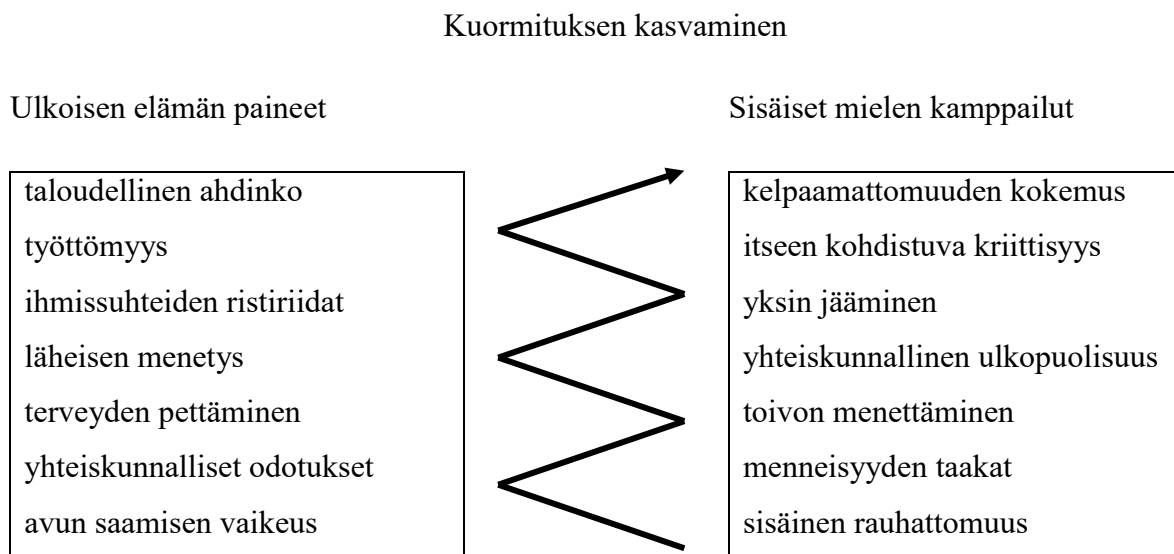 Kuormituksen kasvaminen
Ulkoisen elämän paineet
taloudellinen ahdinko
työttömyys
ihmissuhteiden ristiriidat
läheisen menetys
terveyden pettäminen
yhteiskunnalliset odotukset
avun saamisen vaikeus
Sisäiset mielen kamppailut
kelpaamattomuuden kokemus
itseen kohdistuva kriittisyys
yksin jääminen
yhteiskunnallinen ulkopuolisuus
toivon menettäminen
menneisyyden taakat
sisäinen rauhattomuus